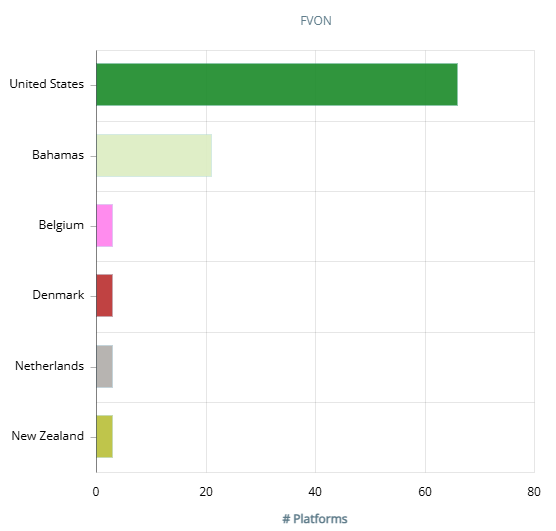 FVON
United States
Bahamas
Belgium
Denmark
Netherlands
New Zealand
0 20 40 60 80
# Platforms